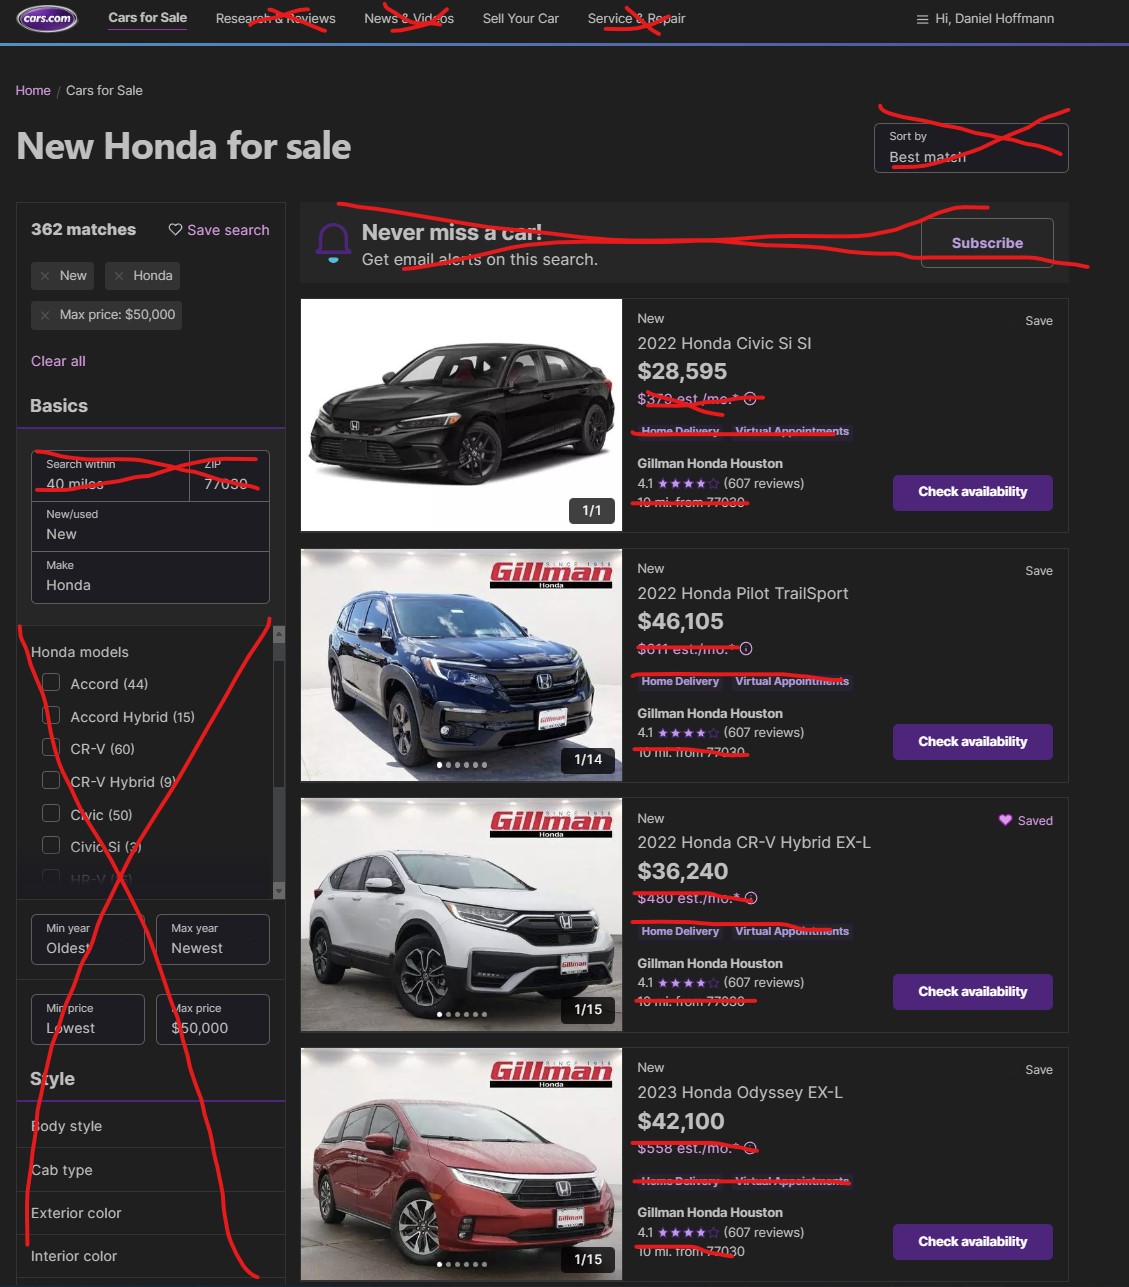 cars.com
Cars for Sale
Research & Reviews
News & Videos
Sell Your Car
Service & Repair
Hi, Daniel Hoffmann
Home / Cars for Sale
New Honda for sale
Sort by
Best match
362 matches
Save search
New
Honda
Max price: $50,000
Clear all
Basics
Search within
40 miles
ZIP
77030
New/used
New
Make
Honda
Honda models
Accord (44)
Accord Hybrid (15)
CR-V (60)
CR-V Hybrid (9)
Civic (50)
Civic Si (3)
HR-V
Min year
Oldest
Max year
Newest
Min price
Lowest
Max price
$50,000
Style
Body style
Cab type
Exterior color
Interior color
Never miss a car!
Get email alerts on this search.
Subscribe
New
Save
2022 Honda Civic Si SI
$28,595
$379 est./mo.*
Home Delivery Virtual Appointments
Gillman Honda Houston
4.1 (607 reviews)
10 mi. from 77030
Check availability
1/1
SINCE 1938
Gillman
Honda
Gillman
1/14
New
Save
2022 Honda Pilot TrailSport
$46,105
$611 est./mo.*
Home Delivery Virtual Appointments
Gillman Honda Houston
4.1 (607 reviews)
10 mi. from 77030
Check availability
SINCE 1938
Gillman
Honda
Gillman
1/15
New
Saved
2022 Honda CR-V Hybrid EX-L
$36,240
$480 est./mo.*
Home Delivery Virtual Appointments
Gillman Honda Houston
4.1 (607 reviews)
10 mi. from 77030
Check availability
SINCE 1938
Gillman
Honda
Gillman
1/15
New
Save
2023 Honda Odyssey EX-L
$42,100
$558 est./mo.*
Home Delivery Virtual Appointments
Gillman Honda Houston
4.1 (607 reviews)
10 mi. from 77030
Check availability